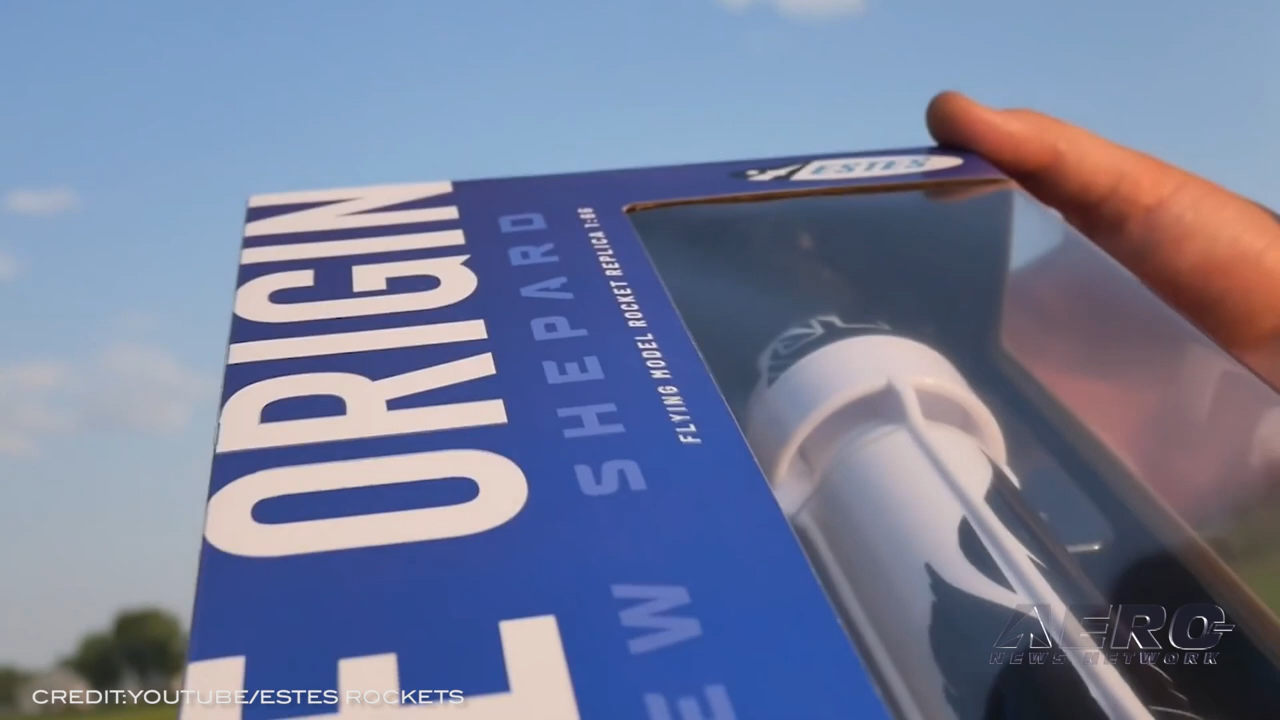 ESTES
E ORIGIN
EW SHEPARD
FLYING MODEL ROCKET REPLICA 1:66
AERO
NEWS NETWORK
CREDIT:YOUTUBE/ESTES ROCKETS